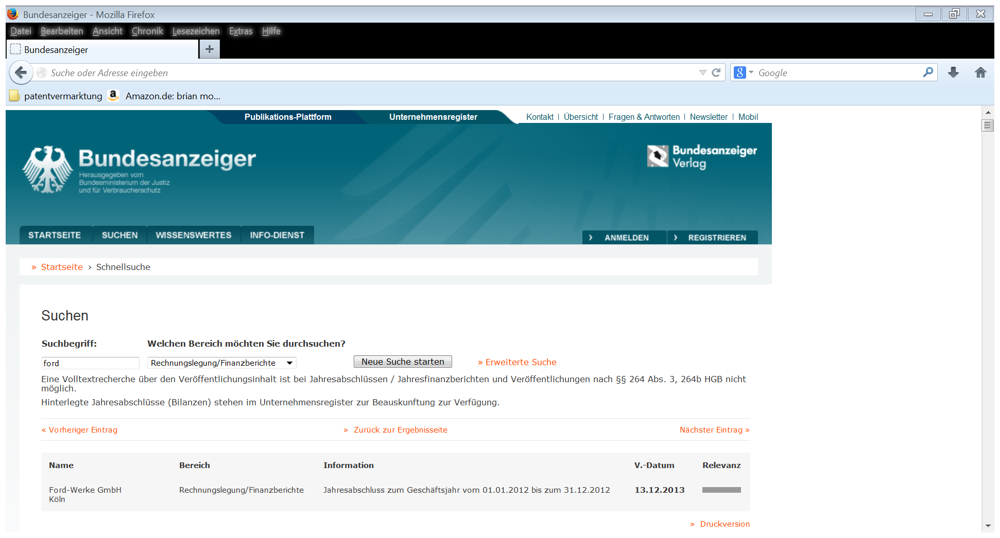 Bundesanzeiger - Mozilla Firefox
Datei Bearbeiten Ansicht Chronik Lesezeichen Extras Hilfe
Bundesanzeiger +
Suche oder Adresse eingeben 8 Google
patentvermarktung a Amazon.de: brian mo...
Publikations-Plattform Unternehmensregister Kontakt | Übersicht | Fragen & Antworten | Newsletter | Mobil
Bundesanzeiger
Herausgegeben vom
Bundesministerium der Justiz
und für Verbraucherschutz
Bundesanzeiger
Verlag
STARTSEITE SUCHEN WISSENSWERTES INFO-DIENST › ANMELDEN › REGISTRIEREN
» Startseite › Schnellsuche
Suchen
Suchbegriff: Welchen Bereich möchten Sie durchsuchen?
ford Rechnungslegung/Finanzberichte Neue Suche starten » Erweiterte Suche
Eine Volltextrecherche über den Veröffentlichungsinhalt ist bei Jahresabschlüssen / Jahresfinanzberichten und Veröffentlichungen nach §§ 264 Abs. 3, 264b HGB nicht
möglich.
Hinterlegte Jahresabschlüsse (Bilanzen) stehen im Unternehmensregister zur Beauskunftung zur Verfügung.
« Vorheriger Eintrag » Zurück zur Ergebnisseite Nächster Eintrag »
Name Bereich Information V.-Datum Relevanz
Ford-Werke GmbH Rechnungslegung/Finanzberichte Jahresabschluss zum Geschäftsjahr vom 01.01.2012 bis zum 31.12.2012 13.12.2013
Köln
» Druckversion